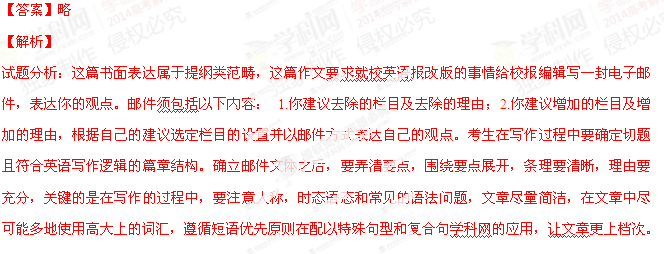 【答案】略
【解析】
试题分析：这篇书面表达属于提纲类范畴，这篇作文要求就校英语报改版的事情给校报编辑写一封电子邮
件，表达你的观点。邮件须包括以下内容： 1.你建议去除的栏目及去除的理由；2.你建议增加的栏目及增
加的理由，根据自己的建议选定栏目的设置并以邮件方式表达自己的观点。考生在写作过程中要确定切题
且符合英语写作逻辑的篇章结构。确立邮件文体之后，要弄清要点，围绕要点展开，条理要清晰，理由要
充分，关键的是在写作的过程中，要注意人称，时态语态和常见的语法问题，文章尽量简洁，在文章中尽
可能多地使用高大上的词汇，遵循短语优先原则在配以特殊句型和复合句学科网的应用，让文章更上档次。